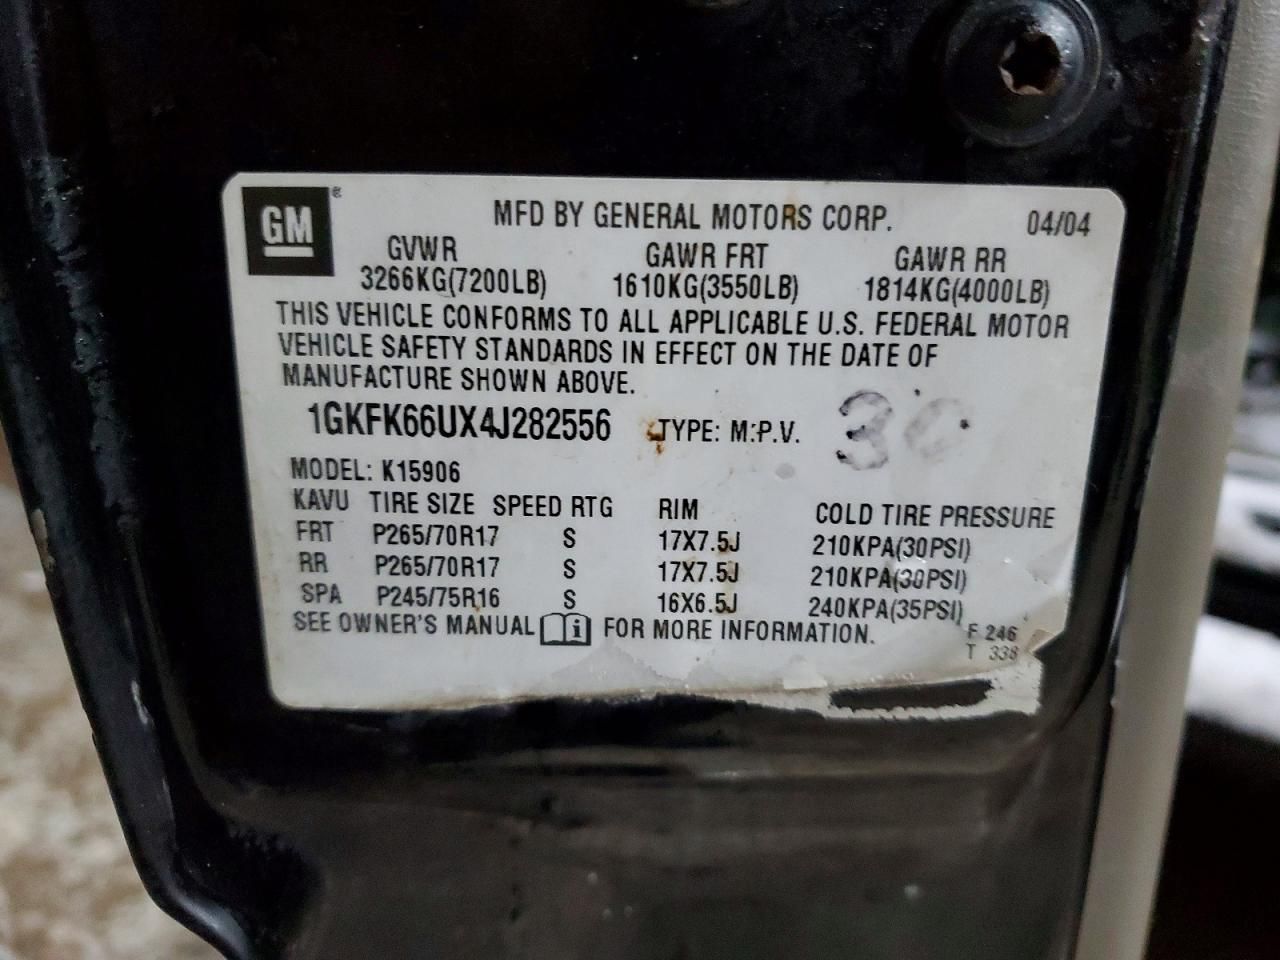 GM ®
MFD BY GENERAL MOTORS CORP. 04/04
GVWR GAWR FRT GAWR RR
3266KG(7200LB) 1610KG(3550LB) 1814KG(4000LB)
THIS VEHICLE CONFORMS TO ALL APPLICABLE U.S. FEDERAL MOTOR
VEHICLE SAFETY STANDARDS IN EFFECT ON THE DATE OF
MANUFACTURE SHOWN ABOVE.
1GKFK66UX4J282556 TYPE: M.P.V.
MODEL: K15906
KAVU TIRE SIZE SPEED RTG RIM COLD TIRE PRESSURE
FRT P265/70R17 S 17X7.5J 210KPA(30PSI)
RR P265/70R17 S 17X7.5J 210KPA(30PSI)
SPA P245/75R16 S 16X6.5J 240KPA(35PSI)
SEE OWNER'S MANUAL i FOR MORE INFORMATION.
F 246
T 338